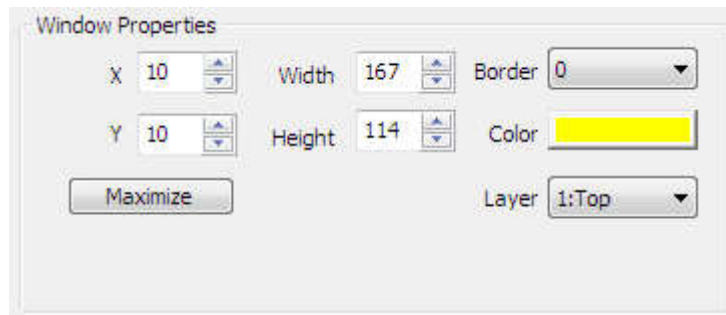 Window Properties
X 10 Width 167 Border 0
Y 10 Height 114 Color
Maximize Layer 1:Top